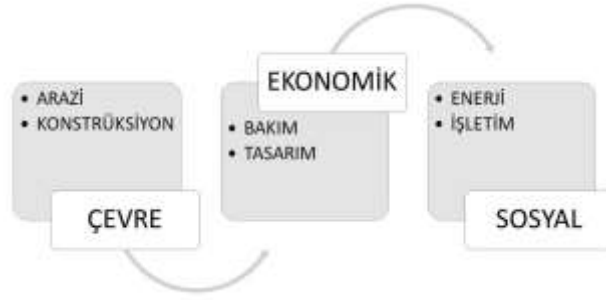 • ARAZİ
• KONSTRÜKSİYON
ÇEVRE
EKONOMİK
• BAKIM
• TASARIM
• ENERJİ
• İŞLETİM
SOSYAL